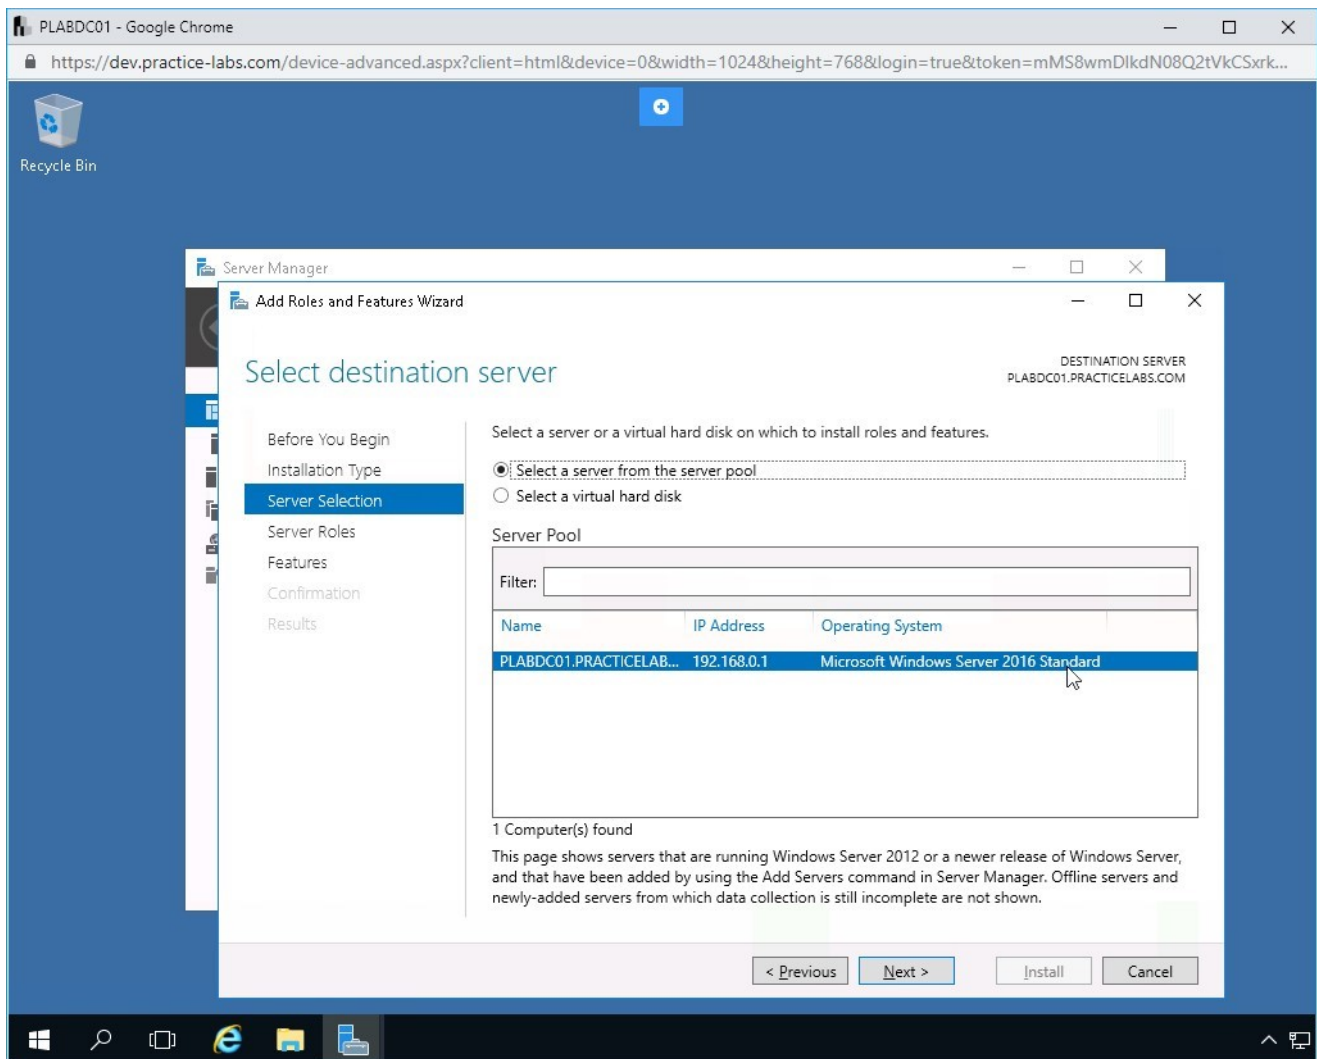 PLABDC01 - Google Chrome
https://dev.practice-labs.com/device-advanced.aspx?client=html&device=0&width=1024&height=768&login=true&token=mMS8wmDlkdN08Q2tVkCSxrk...
Recycle Bin
Server Manager
Add Roles and Features Wizard
Select destination server
DESTINATION SERVER
PLABDC01.PRACTICELABS.COM
Before You Begin
Installation Type
Server Selection
Server Roles
Features
Confirmation
Results
Select a server or a virtual hard disk on which to install roles and features.
Select a server from the server pool
Select a virtual hard disk
Server Pool
Filter:
Name IP Address Operating System
PLABDC01.PRACTICELAB... 192.168.0.1 Microsoft Windows Server 2016 Standard
1 Computer(s) found
This page shows servers that are running Windows Server 2012 or a newer release of Windows Server,
and that have been added by using the Add Servers command in Server Manager. Offline servers and
newly-added servers from which data collection is still incomplete are not shown.
< Previous Next > Install Cancel